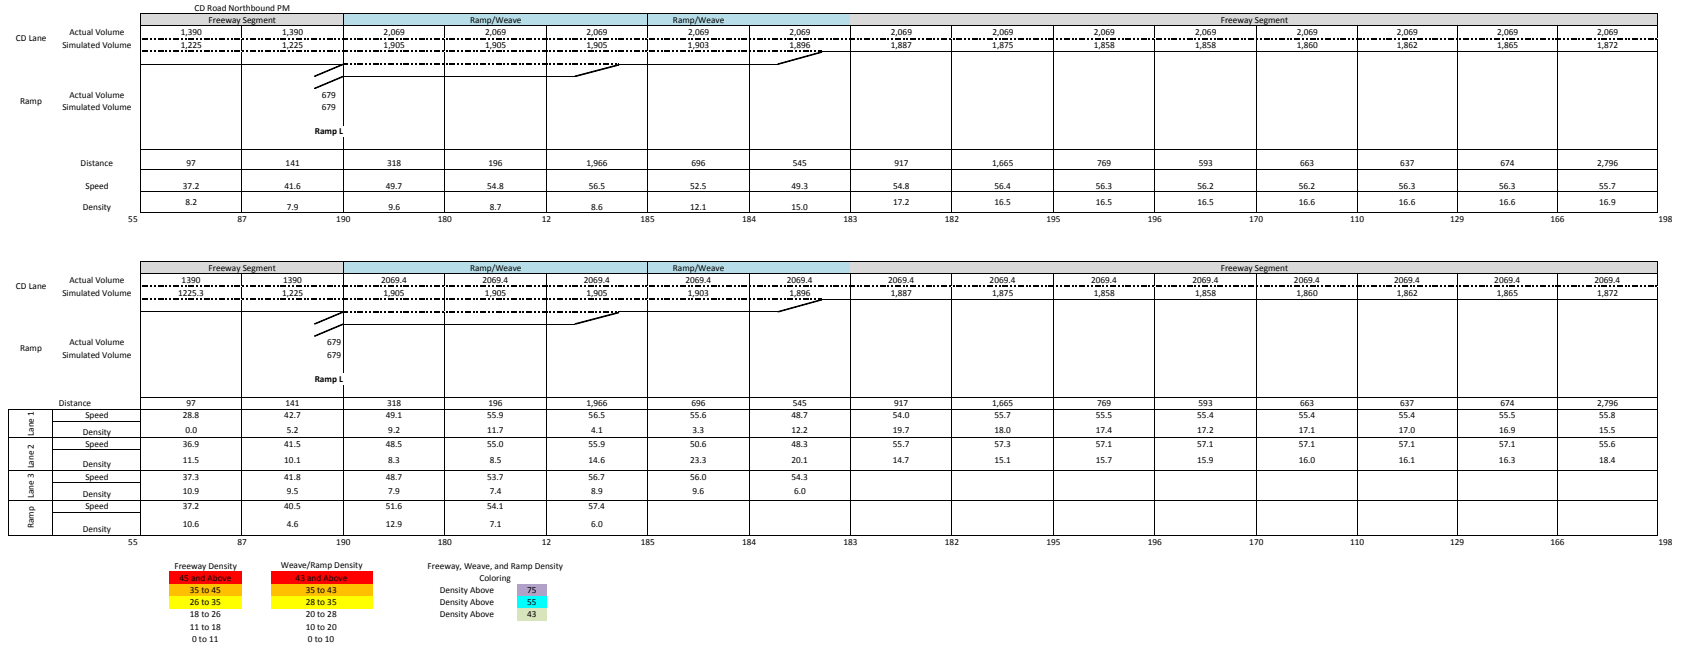 CD Road Northbound PM
Freeway Segment Ramp/Weave Ramp/Weave Freeway Segment
CD Lane Actual Volume 1,390 1,390 2,069 2,069 2,069 2,069 2,069 2,069 2,069 2,069 2,069 2,069 2,069 2,069 2,069
Simulated Volume 1,225 1,225 1,905 1,905 1,905 1,903 1,896 1,887 1,875 1,858 1,858 1,860 1,862 1,865 1,872
Ramp Actual Volume 679
Simulated Volume 679
Ramp L
Distance 97 141 318 196 1,966 696 545 917 1,665 769 593 663 637 674 2,796
Speed 37.2 41.6 49.7 54.8 56.5 52.5 49.3 54.8 56.4 56.3 56.2 56.2 56.3 56.3 55.7
Density 8.2 7.9 9.6 8.7 8.6 12.1 15.0 17.2 16.5 16.5 16.5 16.6 16.6 16.6 16.9
55 87 190 180 12 185 184 183 182 195 196 170 110 129 166 198
Freeway Segment Ramp/Weave Ramp/Weave Freeway Segment
CD Lane Actual Volume 1390 1390 2069.4 2069.4 2069.4 2069.4 2069.4 2069.4 2069.4 2069.4 2069.4 2069.4 2069.4 2069.4 2069.4
Simulated Volume 1225.3 1,225 1,905 1,905 1,905 1,903 1,896 1,887 1,875 1,858 1,858 1,860 1,862 1,865 1,872
Ramp Actual Volume 679
Simulated Volume 679
Ramp L
Distance 97 141 318 196 1,966 696 545 917 1,665 769 593 663 637 674 2,796
Lane 1 Speed 28.8 42.7 49.1 55.9 56.5 55.6 48.7 54.0 55.7 55.5 55.4 55.4 55.4 55.5 55.8
Density 0.0 5.2 9.2 11.7 4.1 3.3 12.2 19.7 18.0 17.4 17.2 17.1 17.0 16.9 15.5
Lane 2 Speed 36.9 41.5 48.5 55.0 55.9 50.6 48.3 55.7 57.3 57.1 57.1 57.1 57.1 57.1 55.6
Density 11.5 10.1 8.3 8.5 14.6 23.3 20.1 14.7 15.1 15.7 15.9 16.0 16.1 16.3 18.4
Lane 3 Speed 37.3 41.8 48.7 53.7 56.7 56.0 54.3
Density 10.9 9.5 7.9 7.4 8.9 9.6 6.0
Ramp Speed 37.2 40.5 51.6 54.1 57.4
Density 10.6 4.6 12.9 7.1 6.0
55 87 190 180 12 185 184 183 182 195 196 170 110 129 166 198
Freeway Density Weave/Ramp Density Freeway, Weave, and Ramp Density
45 and Above 43 and Above Coloring
35 to 45 35 to 43 Density Above 75
26 to 35 28 to 35 Density Above 55
18 to 26 20 to 28 Density Above 43
11 to 18 10 to 20
0 to 11 0 to 10